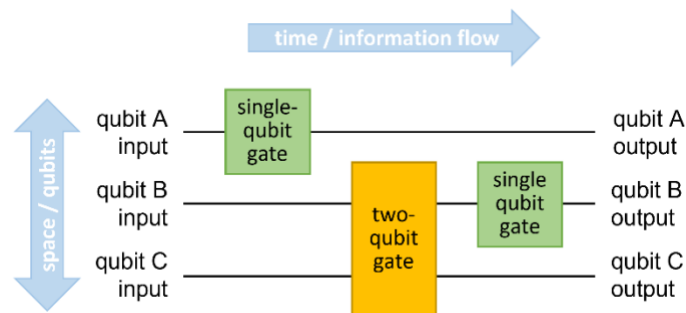 time / information flow
space / qubits
qubit A
input
single-
qubit
gate
qubit A
output
qubit B
input
two-
qubit
gate
single
qubit
gate
qubit B
output
qubit C
input
qubit C
output